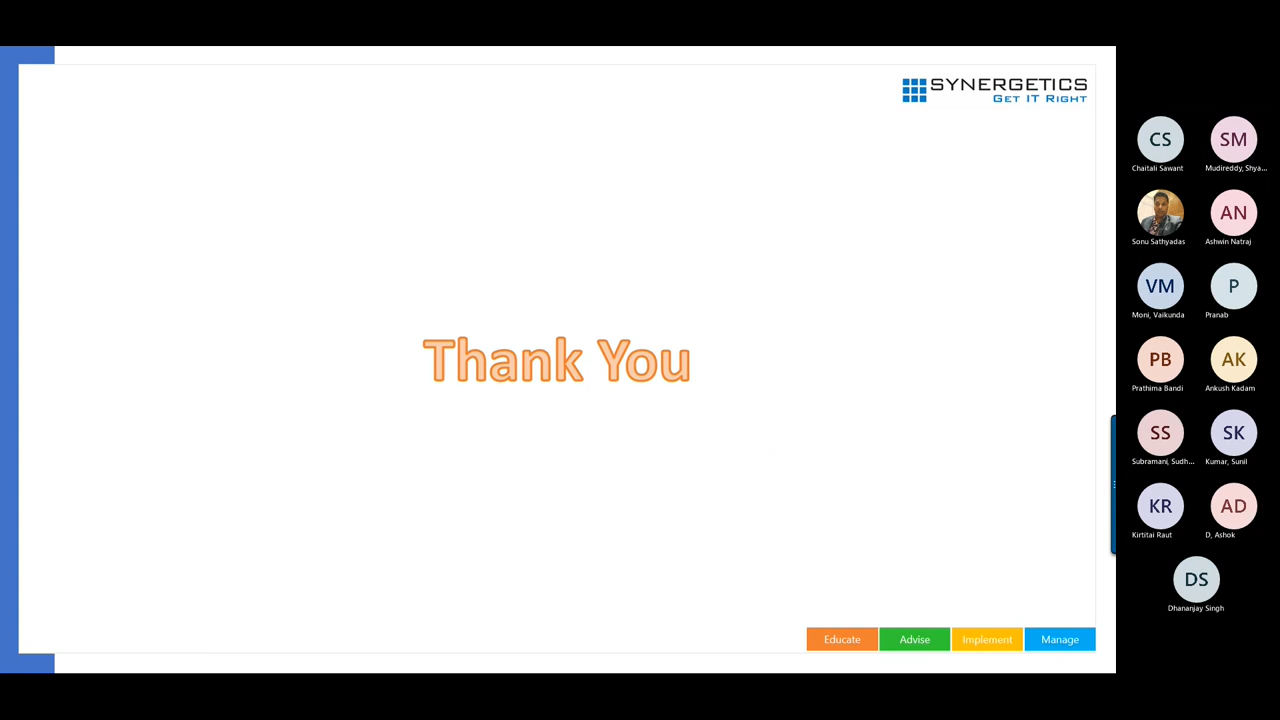 SYNERGETICS
GET IT RIGHT
Thank You
Educate Advise Implement Manage
CS SM
Chaitali Sawant Mudireddy, Shya...
AN
Sonu Sathyadas Ashwin Natraj
VM P
Moni, Vaikunda Pranab
PB AK
Prathima Bandi Ankush Kadam
SS SK
Subramani, Sudh... Kumar, Sunil
KR AD
Kirtitai Raut D, Ashok
DS
Dhananjay Singh